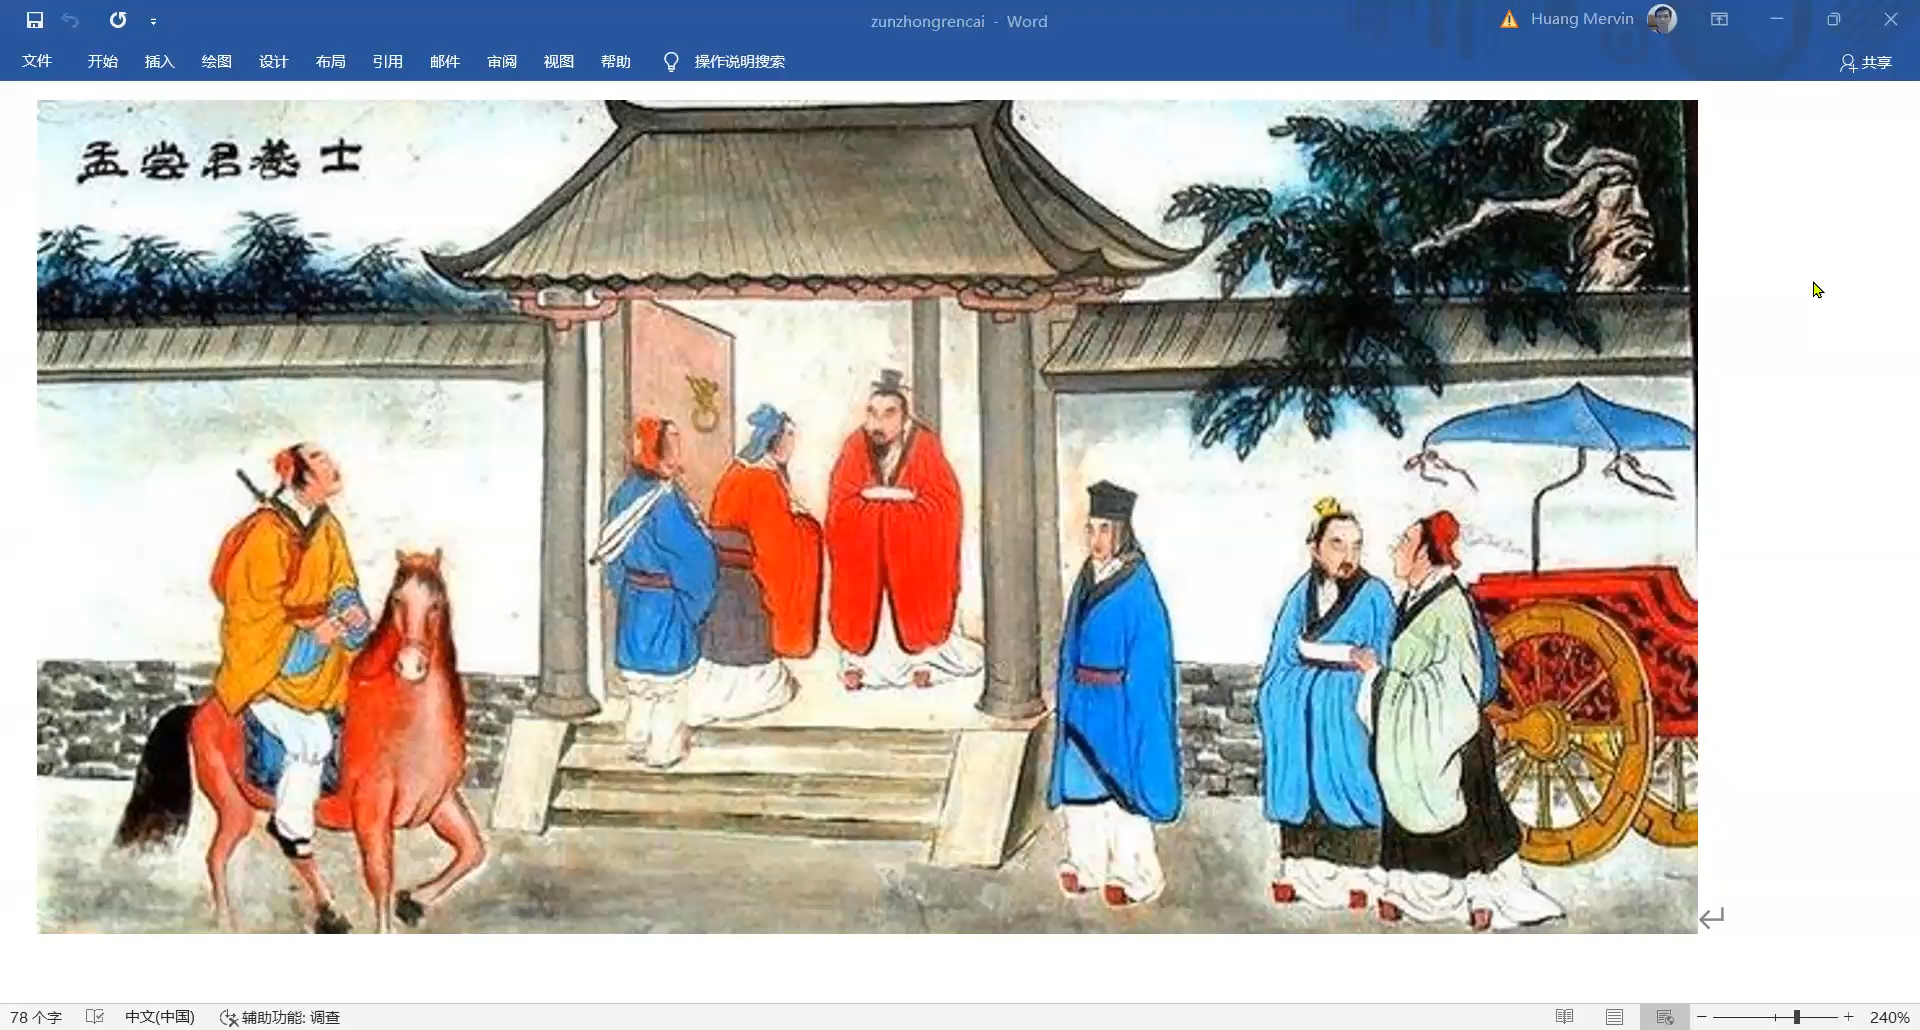 zunzhongrencai - Word
Huang Mervin
文件 开始 插入 绘图 设计 布局 引用 邮件 审阅 视图 帮助 操作说明搜索 共享
孟尝君养士
78 个字 中文(中国) 辅助功能: 调查 240%